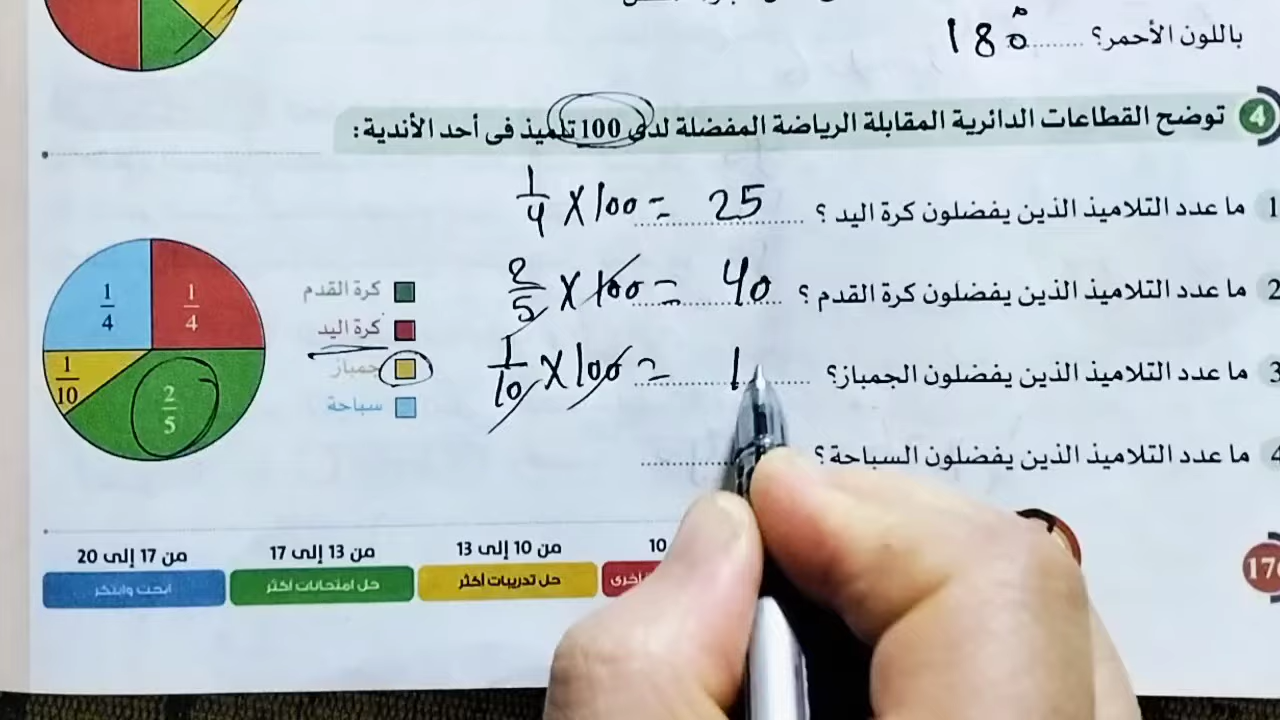 باللون الأحمر؟ ........ 180°
4 توضح القطاعات الدائرية المقابلة الرياضة المفضلة لدى 100 تلميذ فى أحد الأندية:
1 ما عدد التلاميذ الذين يفضلون كرة اليد ؟ 1/4 × 100 = 25
2 ما عدد التلاميذ الذين يفضلون كرة القدم ؟ 2/5 × 100 = 40
3 ما عدد التلاميذ الذين يفضلون الجمباز؟ 1/10 × 100 = 1
4 ما عدد التلاميذ الذين يفضلون السباحة؟
كرة القدم
كرة اليد
جمباز
سباحة
1/4
1/4
1/10
2/5
10
من 10 إلى 13
من 13 إلى 17
من 17 إلى 20
أخرى
حل تدريبات أكثر
حل امتحانات أكثر
ابحث وابتكر